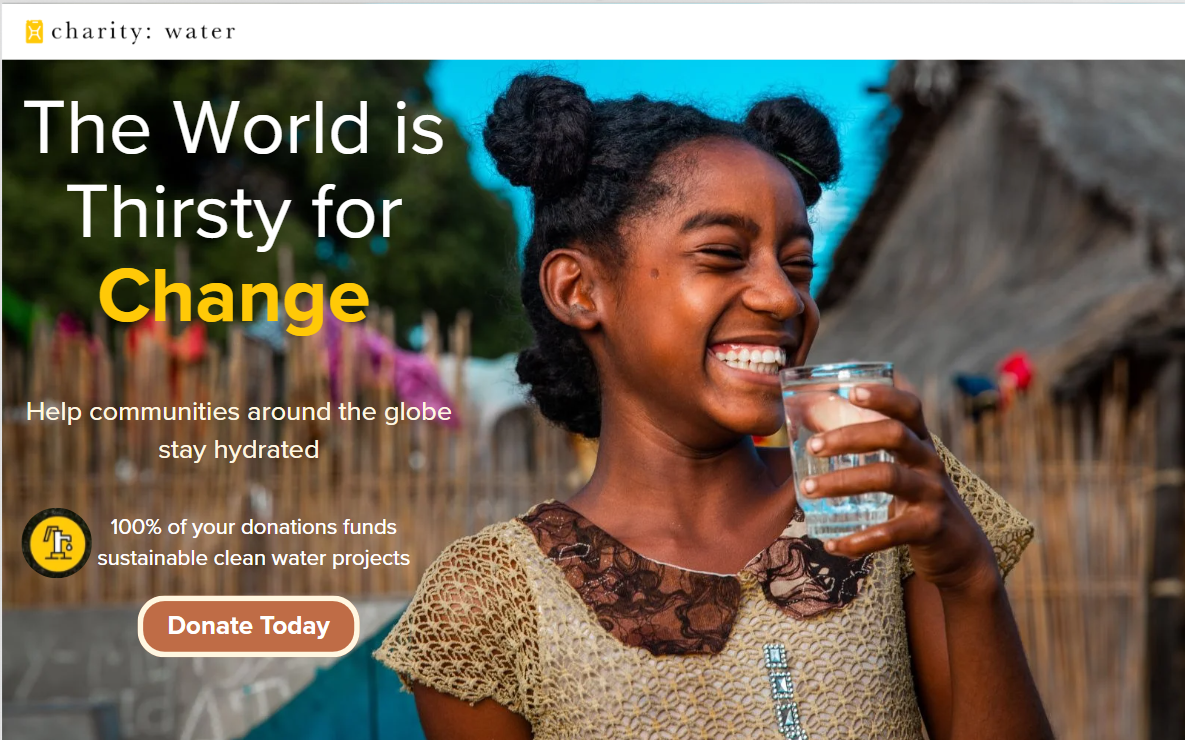 charity: water
The World is
Thirsty for
Change
Help communities around the globe
stay hydrated
100% of your donations funds
sustainable clean water projects
Donate Today